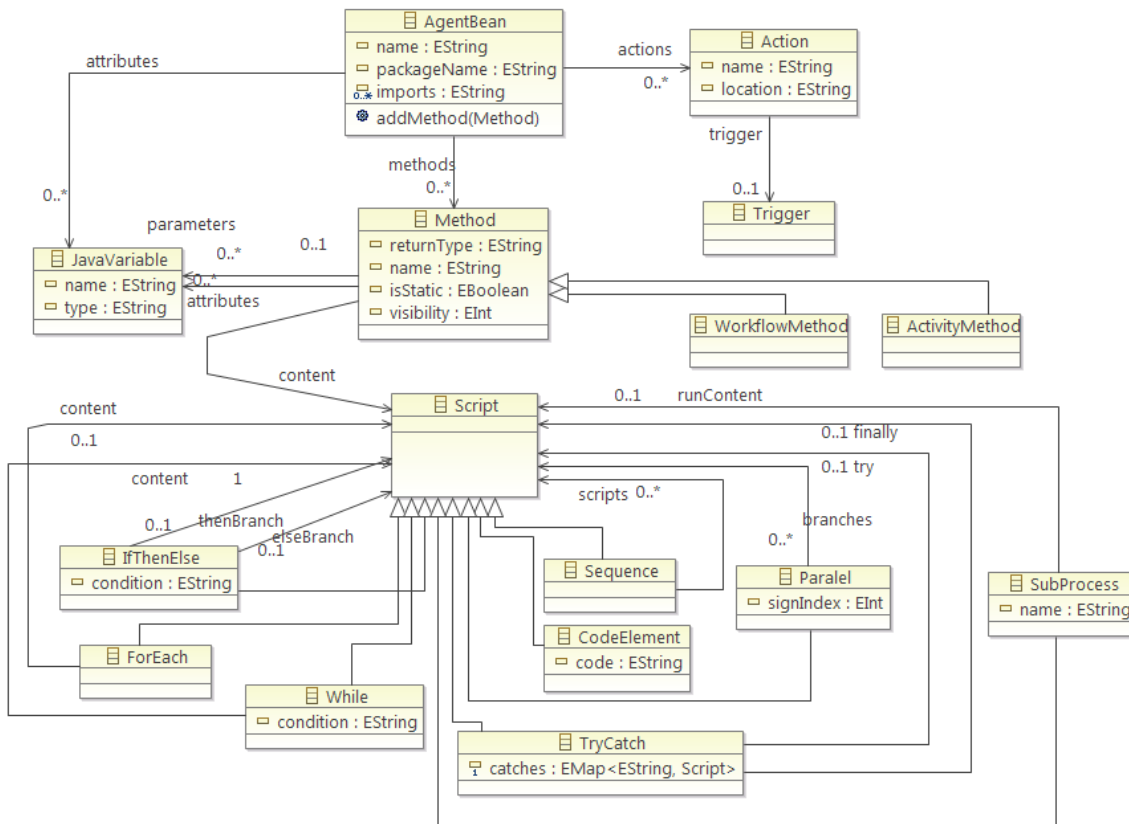 AgentBean
name : EString
packageName : EString
0..* imports : EString
addMethod(Method)
attributes
actions
0..*
Action
name : EString
location : EString
trigger
0..1
Trigger
methods
0..*
0..*
parameters
0..*
0..1
0..*
attributes
JavaVariable
name : EString
type : EString
Method
returnType : EString
name : EString
isStatic : EBoolean
visibility : EInt
WorkflowMethod
ActivityMethod
content
Script
content
0..1
content
1
0..1
thenBranch
elseBranch
0..1
0..1
runContent
0..1 finally
0..1 try
scripts
0..*
branches
0..*
IfThenElse
condition : EString
ForEach
While
condition : EString
Sequence
CodeElement
code : EString
Paralel
signIndex : EInt
SubProcess
name : EString
TryCatch
1 catches : EMap<EString, Script>